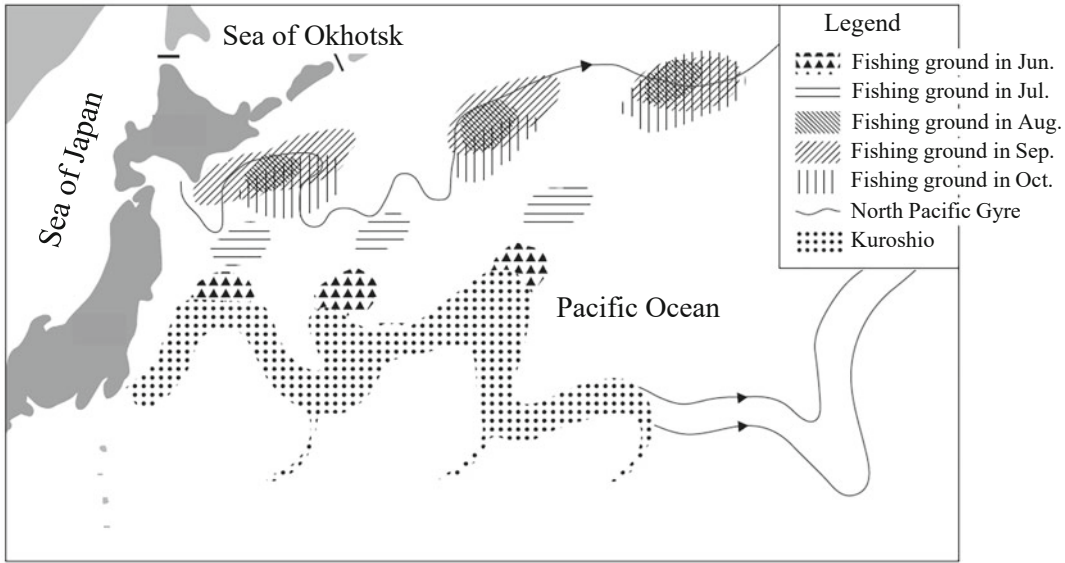 Sea of Okhotsk
Sea of Japan
Pacific Ocean
Legend
Fishing ground in Jun.
Fishing ground in Jul.
Fishing ground in Aug.
Fishing ground in Sep.
Fishing ground in Oct.
North Pacific Gyre
Kuroshio